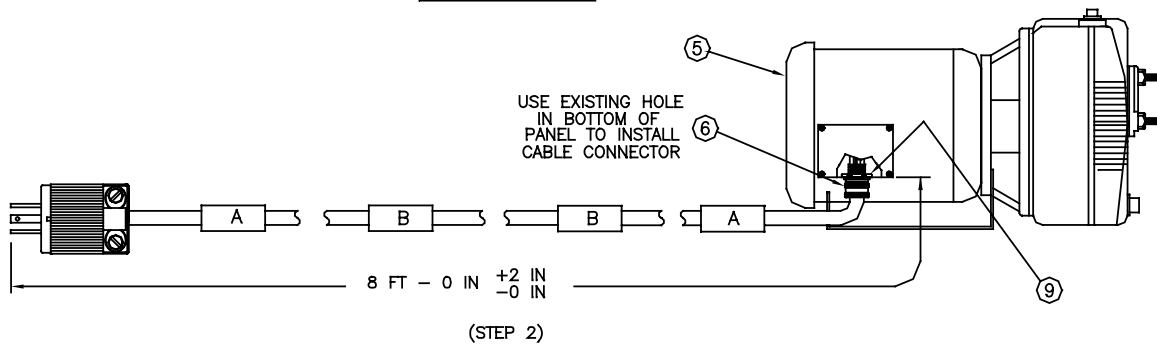 5
USE EXISTING HOLE
IN BOTTOM OF
PANEL TO INSTALL
CABLE CONNECTOR
6
A
B
B
A
8 FT - 0 IN +2 IN
-0 IN
9
(STEP 2)